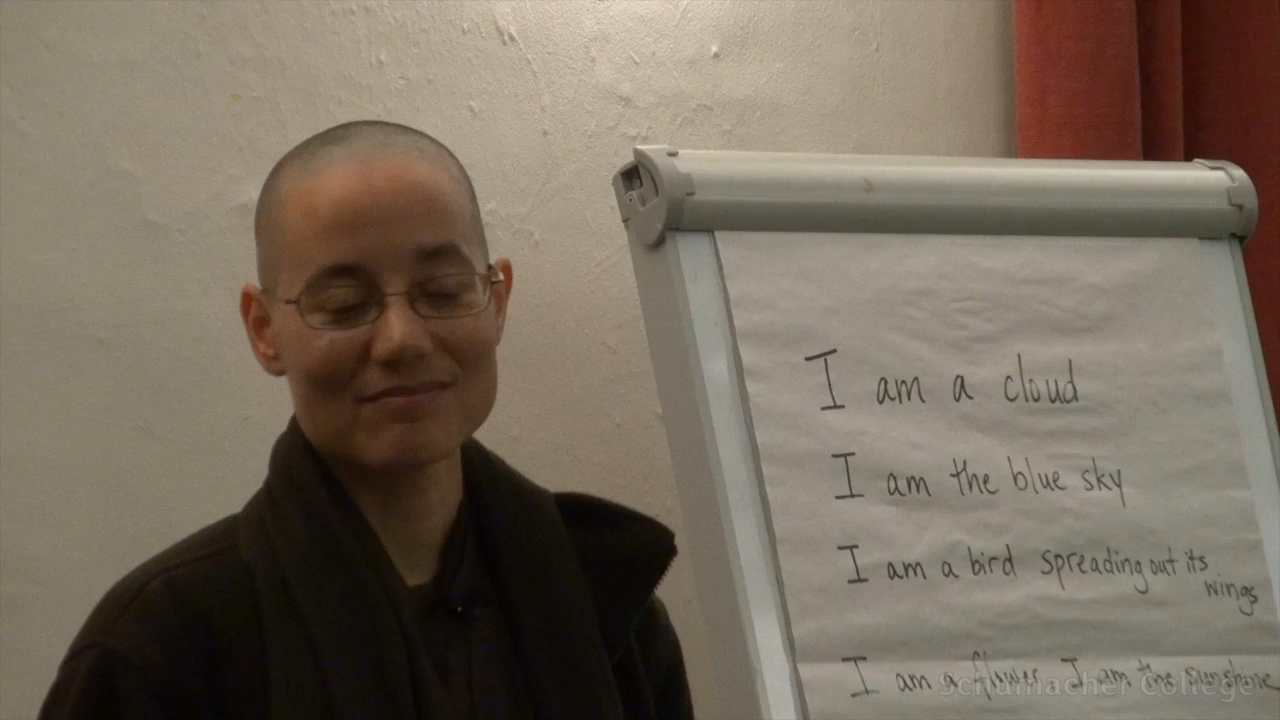 I am a cloud
I am the blue sky
I am a bird spreading out its
wings
I am a flower. I am the sunshine
Schumacher College